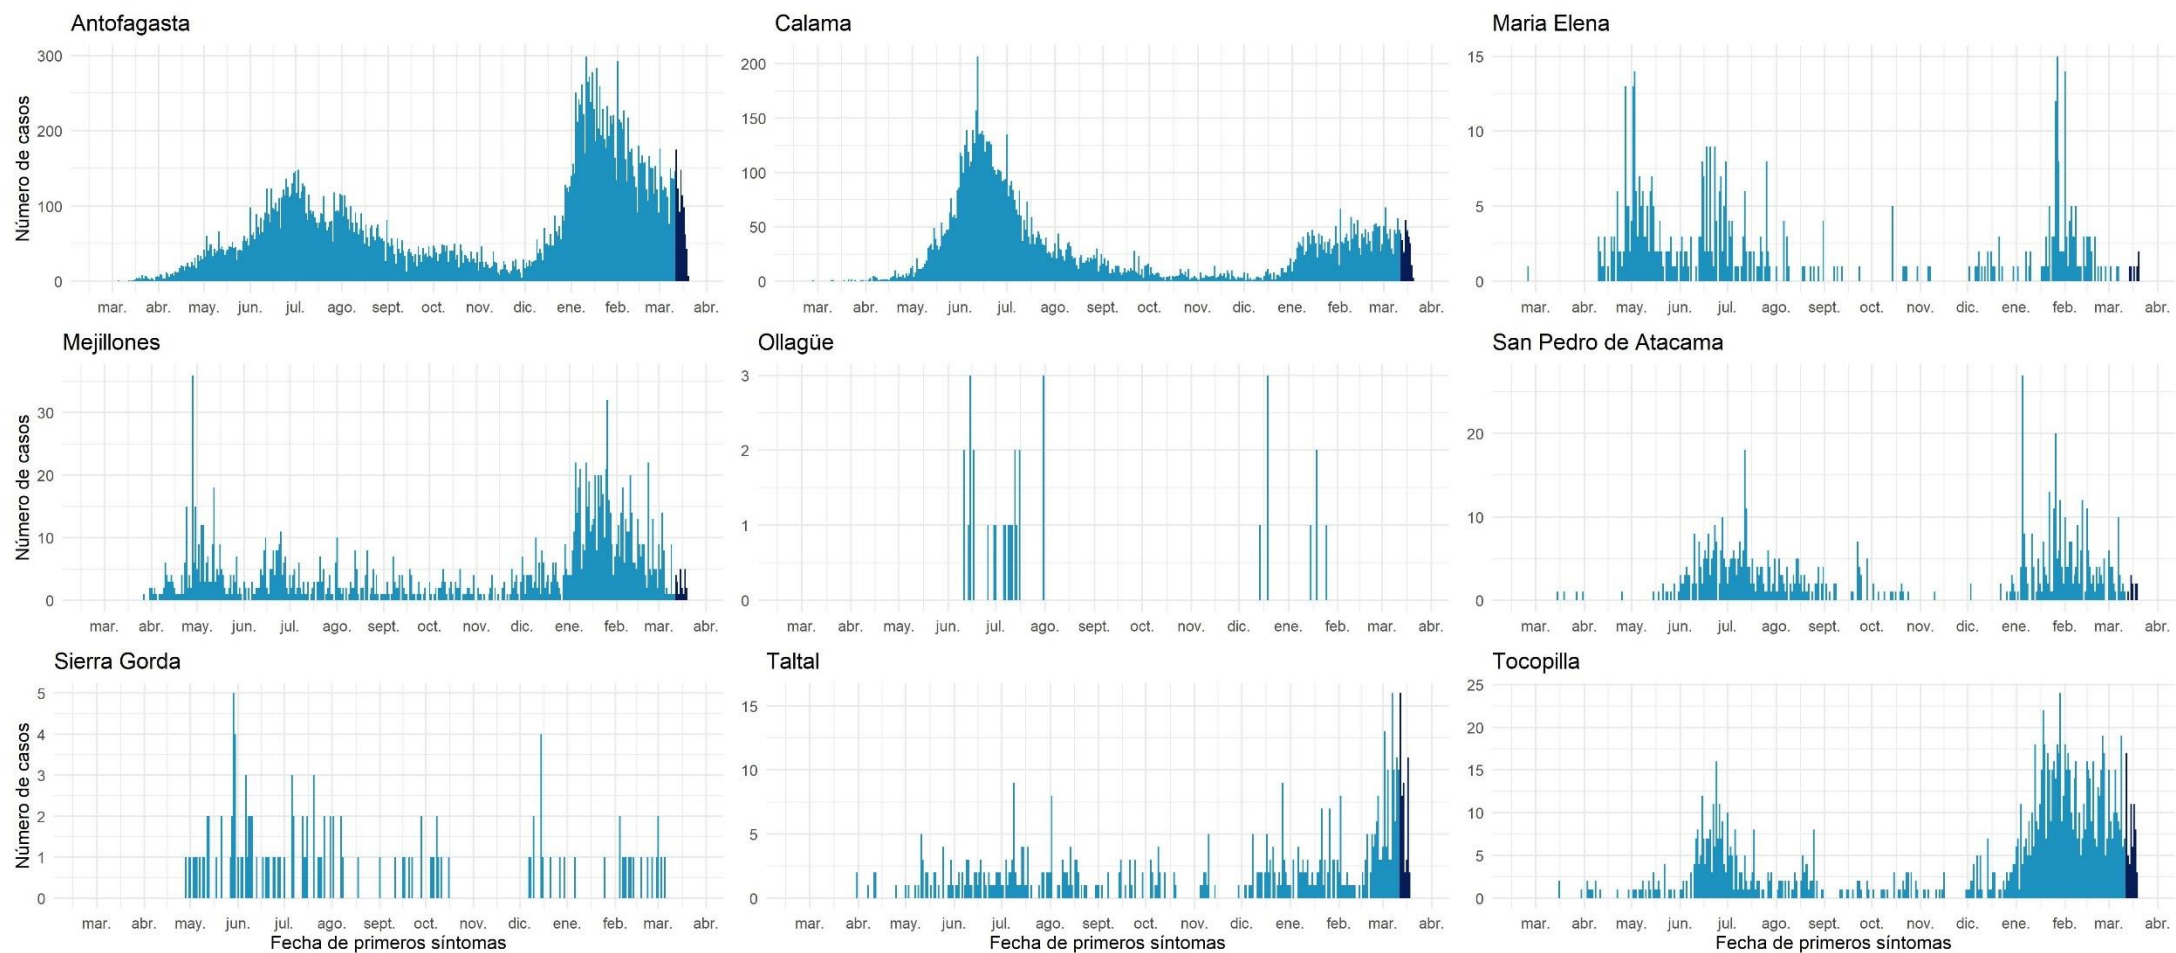 Antofagasta
Calama
Maria Elena
Número de casos
300
200
100
0
200
150
100
50
0
15
10
5
0
mar. abr. may. jun. jul. ago. sept. oct. nov. dic. ene. feb. mar. abr.
mar. abr. may. jun. jul. ago. sept. oct. nov. dic. ene. feb. mar. abr.
mar. abr. may. jun. jul. ago. sept. oct. nov. dic. ene. feb. mar. abr.
Mejillones
Ollagüe
San Pedro de Atacama
Número de casos
30
20
10
0
3
2
1
0
20
10
0
mar. abr. may. jun. jul. ago. sept. oct. nov. dic. ene. feb. mar. abr.
mar. abr. may. jun. jul. ago. sept. oct. nov. dic. ene. feb. mar. abr.
mar. abr. may. jun. jul. ago. sept. oct. nov. dic. ene. feb. mar. abr.
Sierra Gorda
Taltal
Tocopilla
Número de casos
5
4
3
2
1
0
15
10
5
0
25
20
15
10
5
0
mar. abr. may. jun. jul. ago. sept. oct. nov. dic. ene. feb. mar. abr.
mar. abr. may. jun. jul. ago. sept. oct. nov. dic. ene. feb. mar. abr.
mar. abr. may. jun. jul. ago. sept. oct. nov. dic. ene. feb. mar. abr.
Fecha de primeros síntomas
Fecha de primeros síntomas
Fecha de primeros síntomas